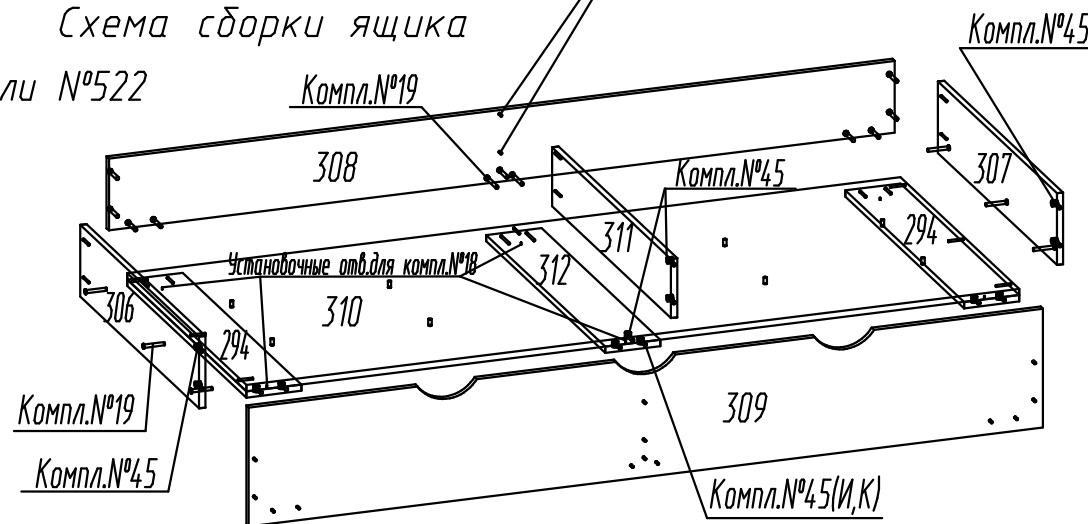 Схема сборки ящика
ли №522
Компл.№45
Компл.№19
308
Компл.№45
307
311
294
Установочные отв.для компл.№18
312
306
310
294
309
Компл.№19
Компл.№45
Компл.№45(И,К)